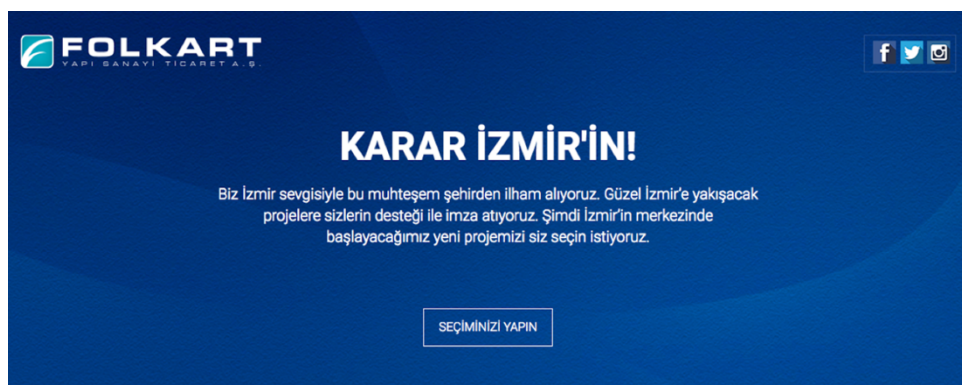 FOLKART
YAPI SANAYİ TİCARET A.Ş.
KARAR İZMİR'İN!
Biz İzmir sevgisiyle bu muhteşem şehirden ilham alıyoruz. Güzel İzmir'e yakışacak
projelere sizlerin desteği ile imza atıyoruz. Şimdi İzmir'in merkezinde
başlayacağımız yeni projemizi siz seçin istiyoruz.
SEÇİMİNİZİ YAPIN